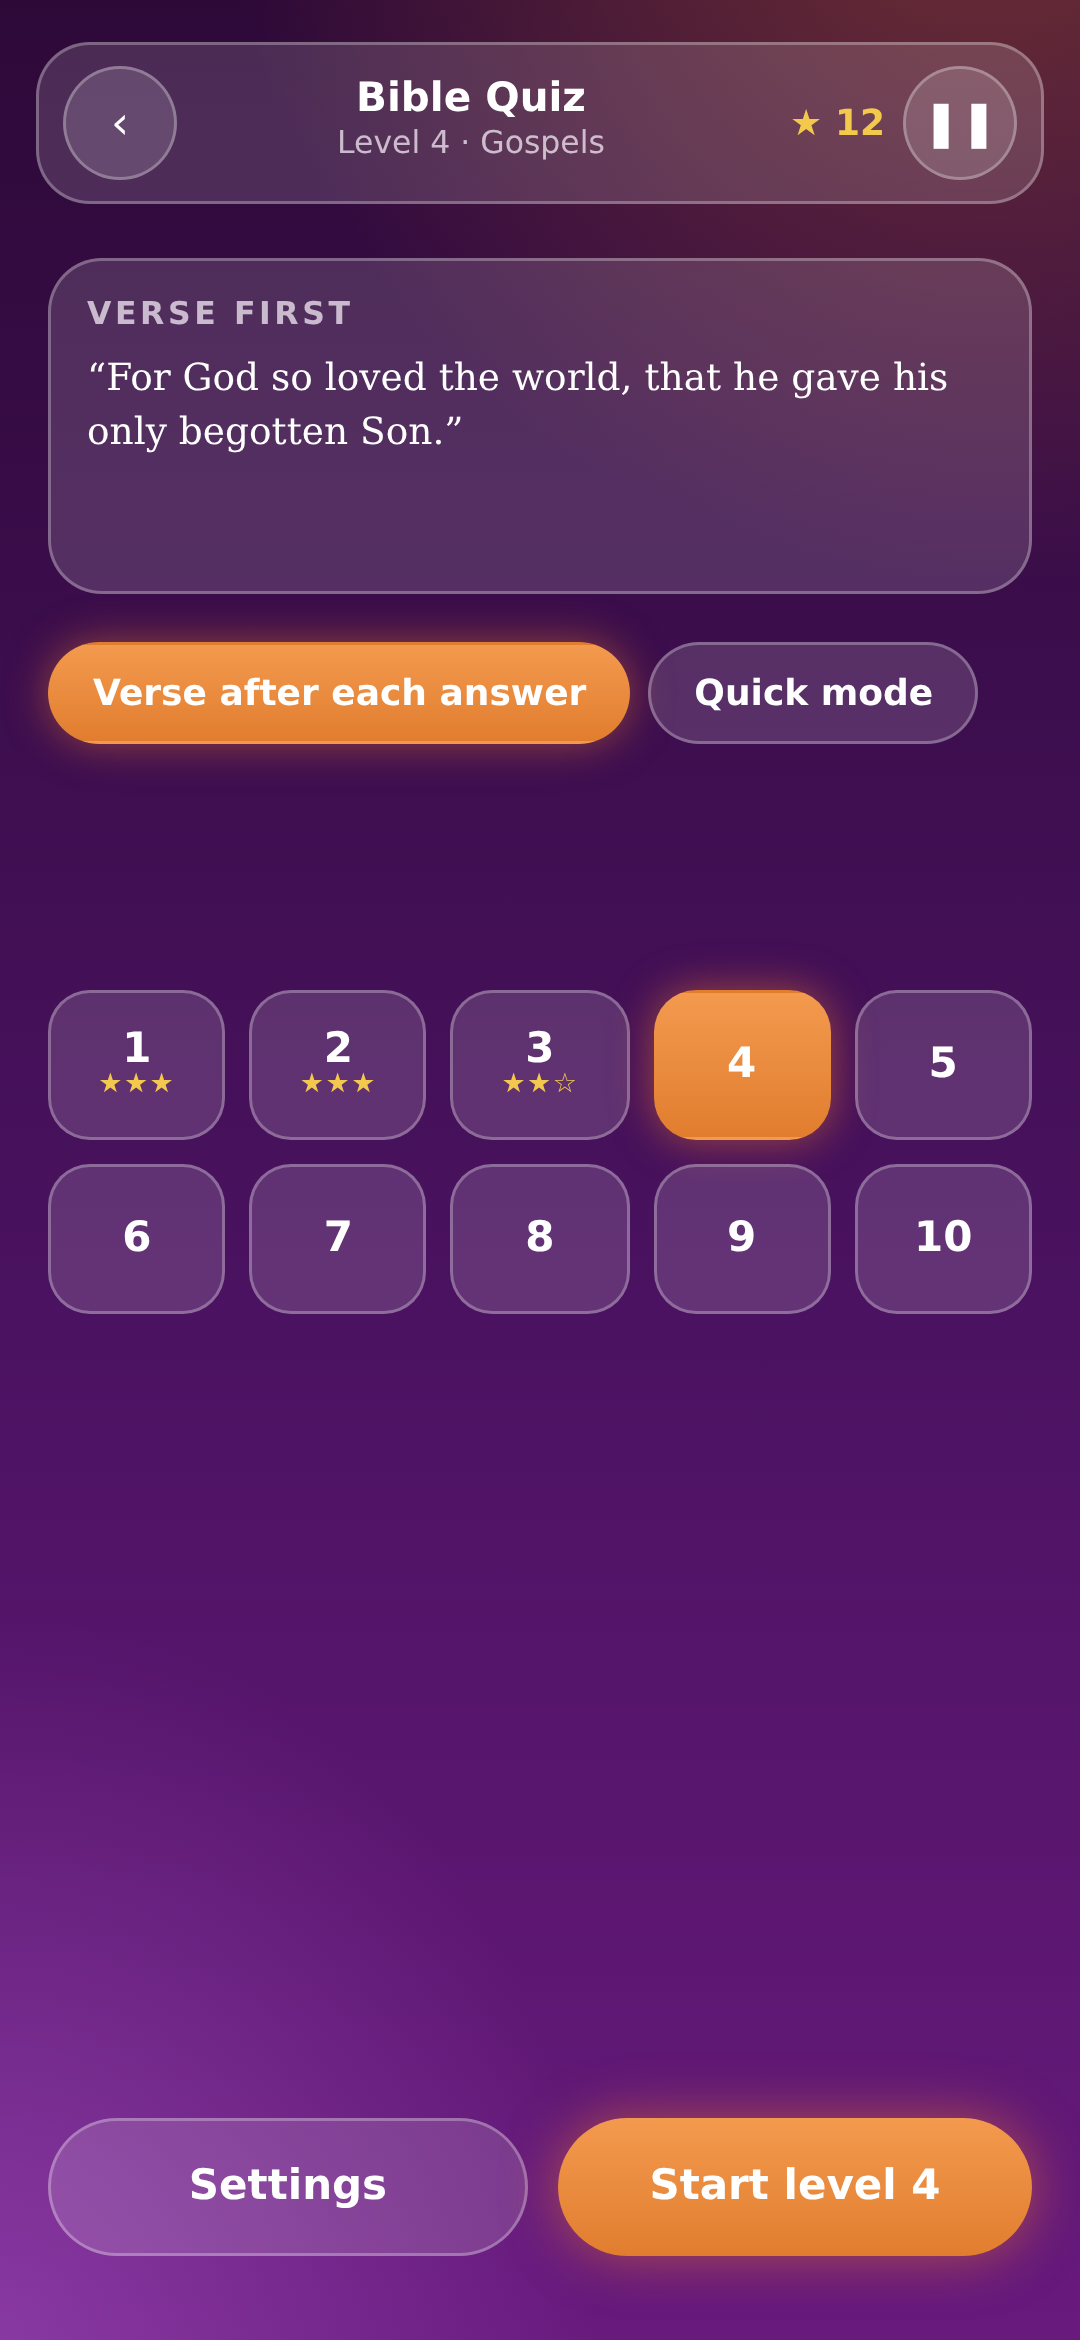 ‹
Bible Quiz
Level 4 · Gospels
★ 12
❚❚
VERSE FIRST
“For God so loved the world, that he gave his
only begotten Son.”
Verse after each answer
Quick mode
1
★★★
2
★★★
3
★★☆
4
5
6
7
8
9
10
Settings
Start level 4